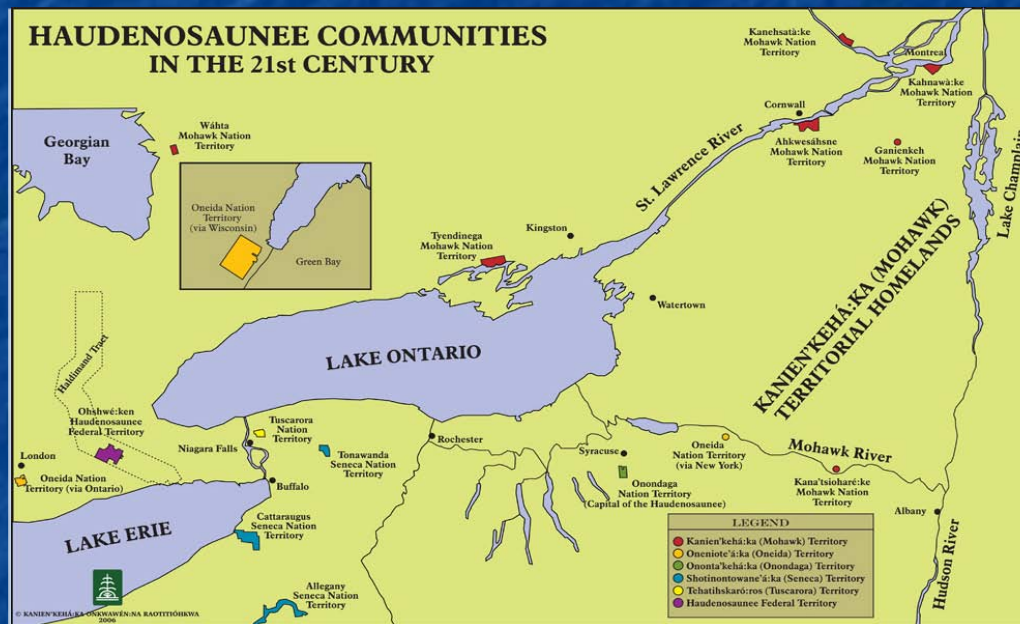 HAUDENOSAUNEE COMMUNITIES
IN THE 21st CENTURY
Kanehsatà:ke
Mohawk Nation
Territory
Montreal
Kahnawà:ke
Mohawk Nation
Territory
Cornwall
Ahkwesáhsne
Mohawk Nation
Territory
Ganienkeh
Mohawk Nation
Territory
Lake Champlain
Georgian
Bay
Wáhta
Mohawk Nation
Territory
St. Lawrence River
Oneida Nation
Territory
(via Wisconsin)
Green Bay
Tyendinega
Mohawk Nation
Territory
Kingston
Watertown
KANIEN'KEHÁ:KA (MOHAWK)
TERRITORIAL HOMELANDS
LAKE ONTARIO
Haldimand Tract
Ohshwé:ken
Haudenosaunee
Federal Territory
London
Oneida Nation
Territory (via Ontario)
Niagara Falls
Tuscarora
Nation
Territory
Tonawanda
Seneca Nation
Territory
Buffalo
Rochester
Syracuse
Onondaga
Nation Territory
(Capital of the Haudenosaunee)
Oneida
Nation Territory
(via New York)
Mohawk River
Kana'tsioharé:ke
Mohawk Nation
Territory
Albany
Hudson River
LAKE ERIE
Cattaraugus
Seneca Nation
Territory
Allegany
Seneca Nation
Territory
LEGEND
Kanien'kehá:ka (Mohawk) Territory
Oneniote'á:ka (Oneida) Territory
Ononta'kehá:ka (Onondaga) Territory
Shotinontowane'á:ka (Seneca) Territory
Tehatihskaró:ros (Tuscarora) Territory
Haudenosaunee Federal Territory
© KANIEN'KEHÁ:KA ONKWAWÉN:NA RAOTITIÓHKWA
2006